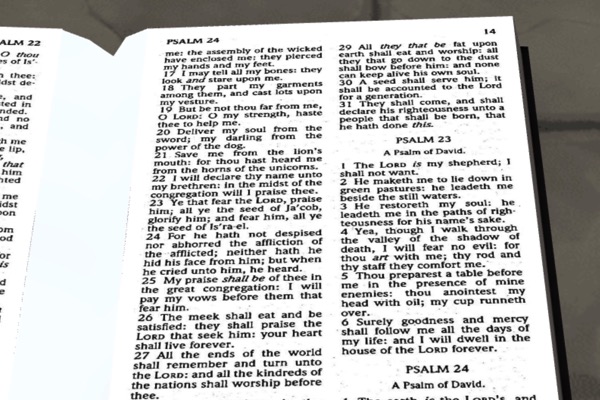 ALM 22
O thou
es of Is'-
n thee:
idst de-
e, and
sted in
nded.
d no
, and
th me
e lip,
that
d him
hted
me
idst
pon
om
od
or
is
PSALM 24
me: the assembly of the wicked
have enclosed me: they pierced
my hands and my feet.
17 I may tell all my bones: they
look and stare upon me.
18 They part my garments
among them, and cast lots upon
my vesture.
19 But be not thou far from me,
O LORD: O my strength, haste
thee to help me.
20 Deliver my soul from the
sword; my darling from the
power of the dog.
21 Save me from the lion's
mouth: for thou hast heard me
from the horns of the unicorns.
22 I will declare thy name unto
my brethren: in the midst of the
congregation will I praise thee.
23 Ye that fear the LORD, praise
him; all ye the seed of Ja'cob,
glorify him; and fear him, all ye
the seed of Is'ra-el.
24 For he hath not despised
nor abhorred the affliction of
the afflicted; neither hath he
hid his face from him; but when
he cried unto him, he heard.
25 My praise shall be of thee in
the great congregation: I will
pay my vows before them that
fear him.
26 The meek shall eat and be
satisfied: they shall praise the
LORD that seek him: your heart
shall live forever.
27 All the ends of the world
shall remember and turn unto
the LORD: and all the kindreds of
the nations shall worship before
thee.
14
29 All they that be fat upon
earth shall eat and worship: all
they that go down to the dust
shall bow before him: and none
can keep alive his own soul.
30 A seed shall serve him; it
shall be accounted to the Lord
for a generation.
31 They shall come, and shall
declare his righteousness unto a
people that shall be born, that
he hath done this.
PSALM 23
A Psalm of David.
1 The LORD is my shepherd; I
shall not want.
2 He maketh me to lie down in
green pastures: he leadeth me
beside the still waters.
3 He restoreth my soul: he
leadeth me in the paths of righ-
teousness for his name's sake.
4 Yea, though I walk through
the valley of the shadow of
death, I will fear no evil: for
thou art with me; thy rod and
thy staff they comfort me.
5 Thou preparest a table before
me in the presence of mine
enemies: thou anointest my
head with oil; my cup runneth
over.
6 Surely goodness and mercy
shall follow me all the days of
my life: and I will dwell in the
house of the LORD forever.
PSALM 24
A Psalm of David.
earth is the LORD's, and